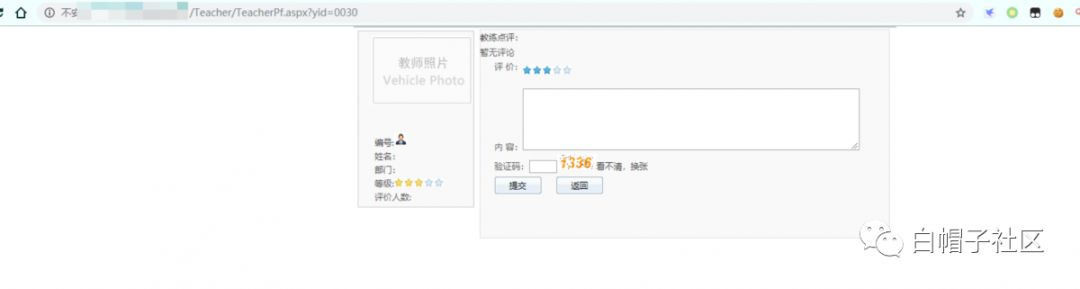 不安
/Teacher/TeacherPf.aspx?yid=0030
教师照片
Vehicle Photo
编号:
姓名:
部门:
等级:
评价人数:
教练点评:
暂无评论
评 价:
内 容:
验证码: 1336 看不清，换张
提交 返回
白帽子社区